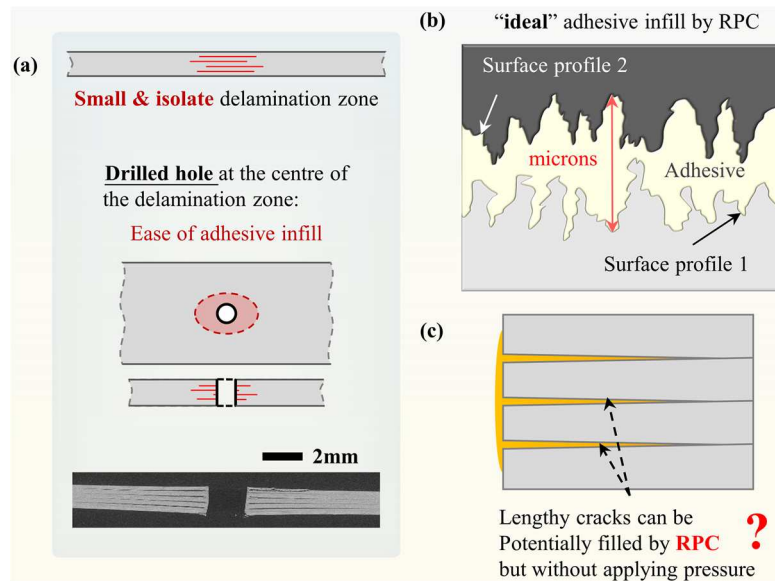 (a)
Small & isolate delamination zone
Drilled hole at the centre of
the delamination zone:
Ease of adhesive infill
2mm
(b)
“ideal” adhesive infill by RPC
Surface profile 2
microns
Adhesive
Surface profile 1
(c)
Lengthy cracks can be
Potentially filled by RPC
but without applying pressure
?